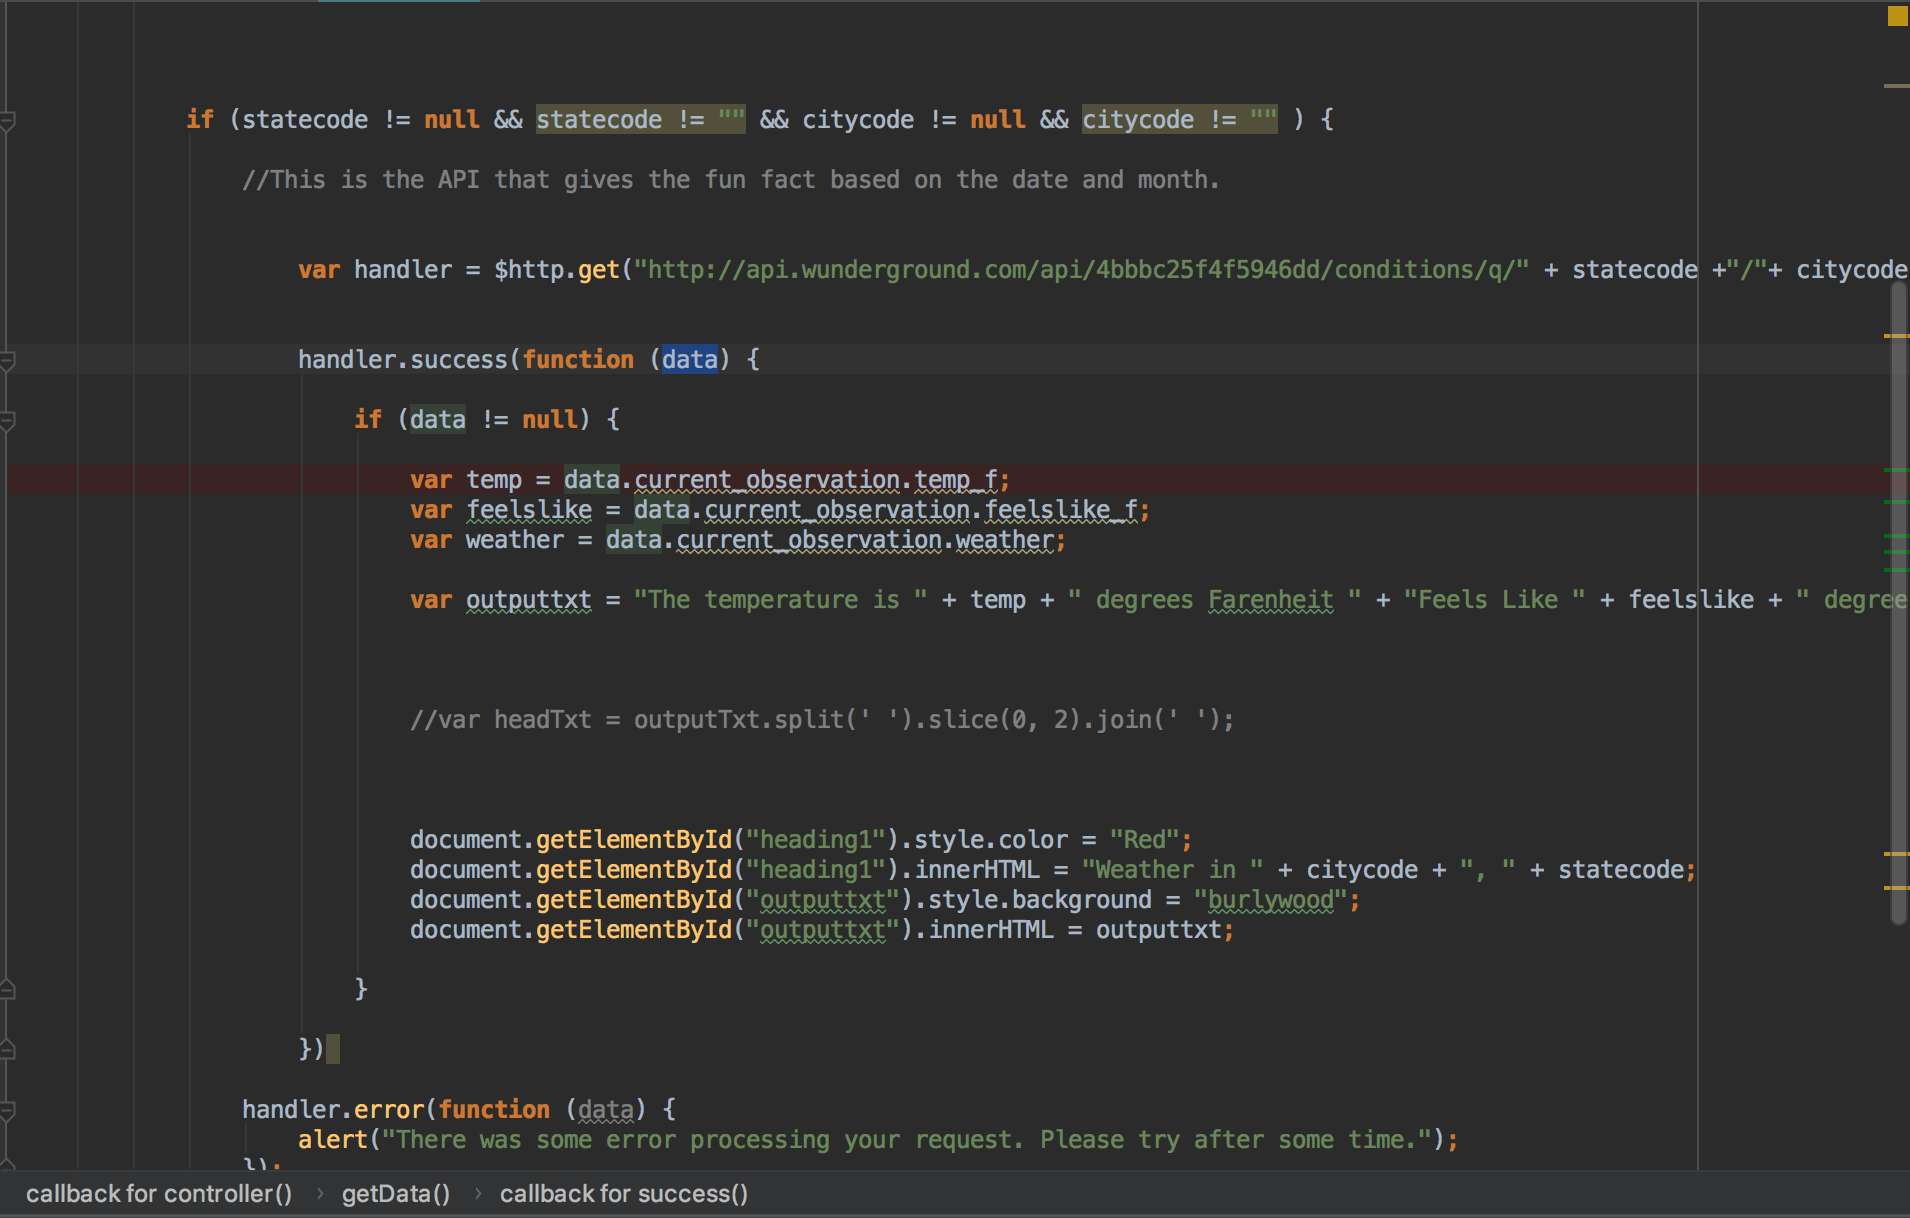 if (statecode != null && statecode != "" && citycode != null && citycode != "" ) {
//This is the API that gives the fun fact based on the date and month.
var handler = $http.get("http://api.wunderground.com/api/4bbbc25f4f5946dd/conditions/q/" + statecode +"/"+ citycode
handler.success(function (data) {
if (data != null) {
var temp = data.current_observation.temp_f;
var feelslike = data.current_observation.feelslike_f;
var weather = data.current_observation.weather;
var outputtxt = "The temperature is " + temp + " degrees Farenheit " + "Feels Like " + feelslike + " degree
//var headTxt = outputTxt.split(' ').slice(0, 2).join(' ');
document.getElementById("heading1").style.color = "Red";
document.getElementById("heading1").innerHTML = "Weather in " + citycode + ", " + statecode;
document.getElementById("outputtxt").style.background = "burlywood";
document.getElementById("outputtxt").innerHTML = outputtxt;
}
})
handler.error(function (data) {
alert("There was some error processing your request. Please try after some time.");
});
callback for controller() › getData() › callback for success()